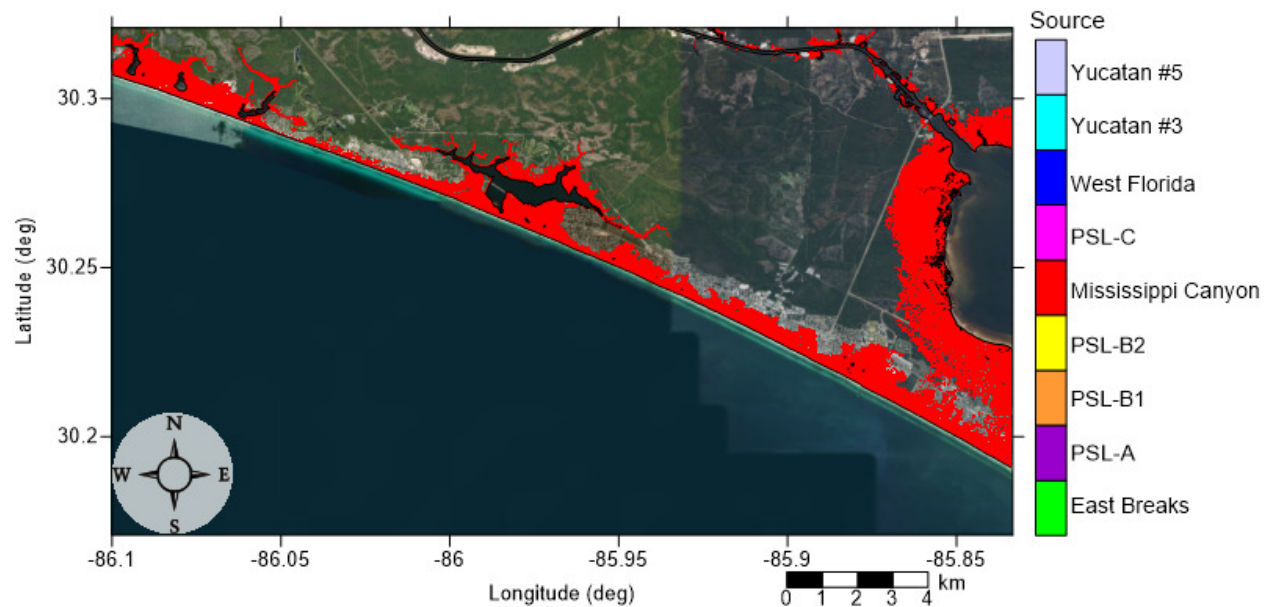 Source
Yucatan #5
Yucatan #3
West Florida
PSL-C
Mississippi Canyon
PSL-B2
PSL-B1
PSL-A
East Breaks
Latitude (deg)
30.3
30.25
30.2
N
W E
S
-86.1 -86.05 -86 -85.95 -85.9 -85.85
Longitude (deg)
0 1 2 3 4 km